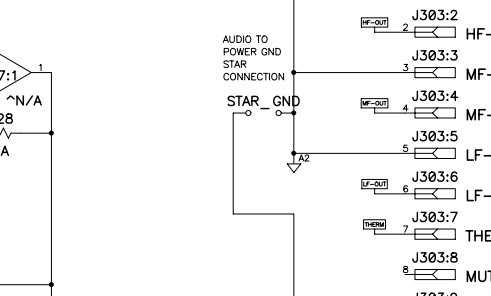 HF-OUT
J303:2
2
HF-
AUDIO TO
POWER GND
STAR
CONNECTION
J303:3
3
MF-
7:1
1
^N/A
STAR_GND
MF-OUT
J303:4
4
MF-
28
A
J303:5
5
LF-
A2
LF-OUT
J303:6
6
LF-
THERM
J303:7
7
THE
J303:8
8
MUT